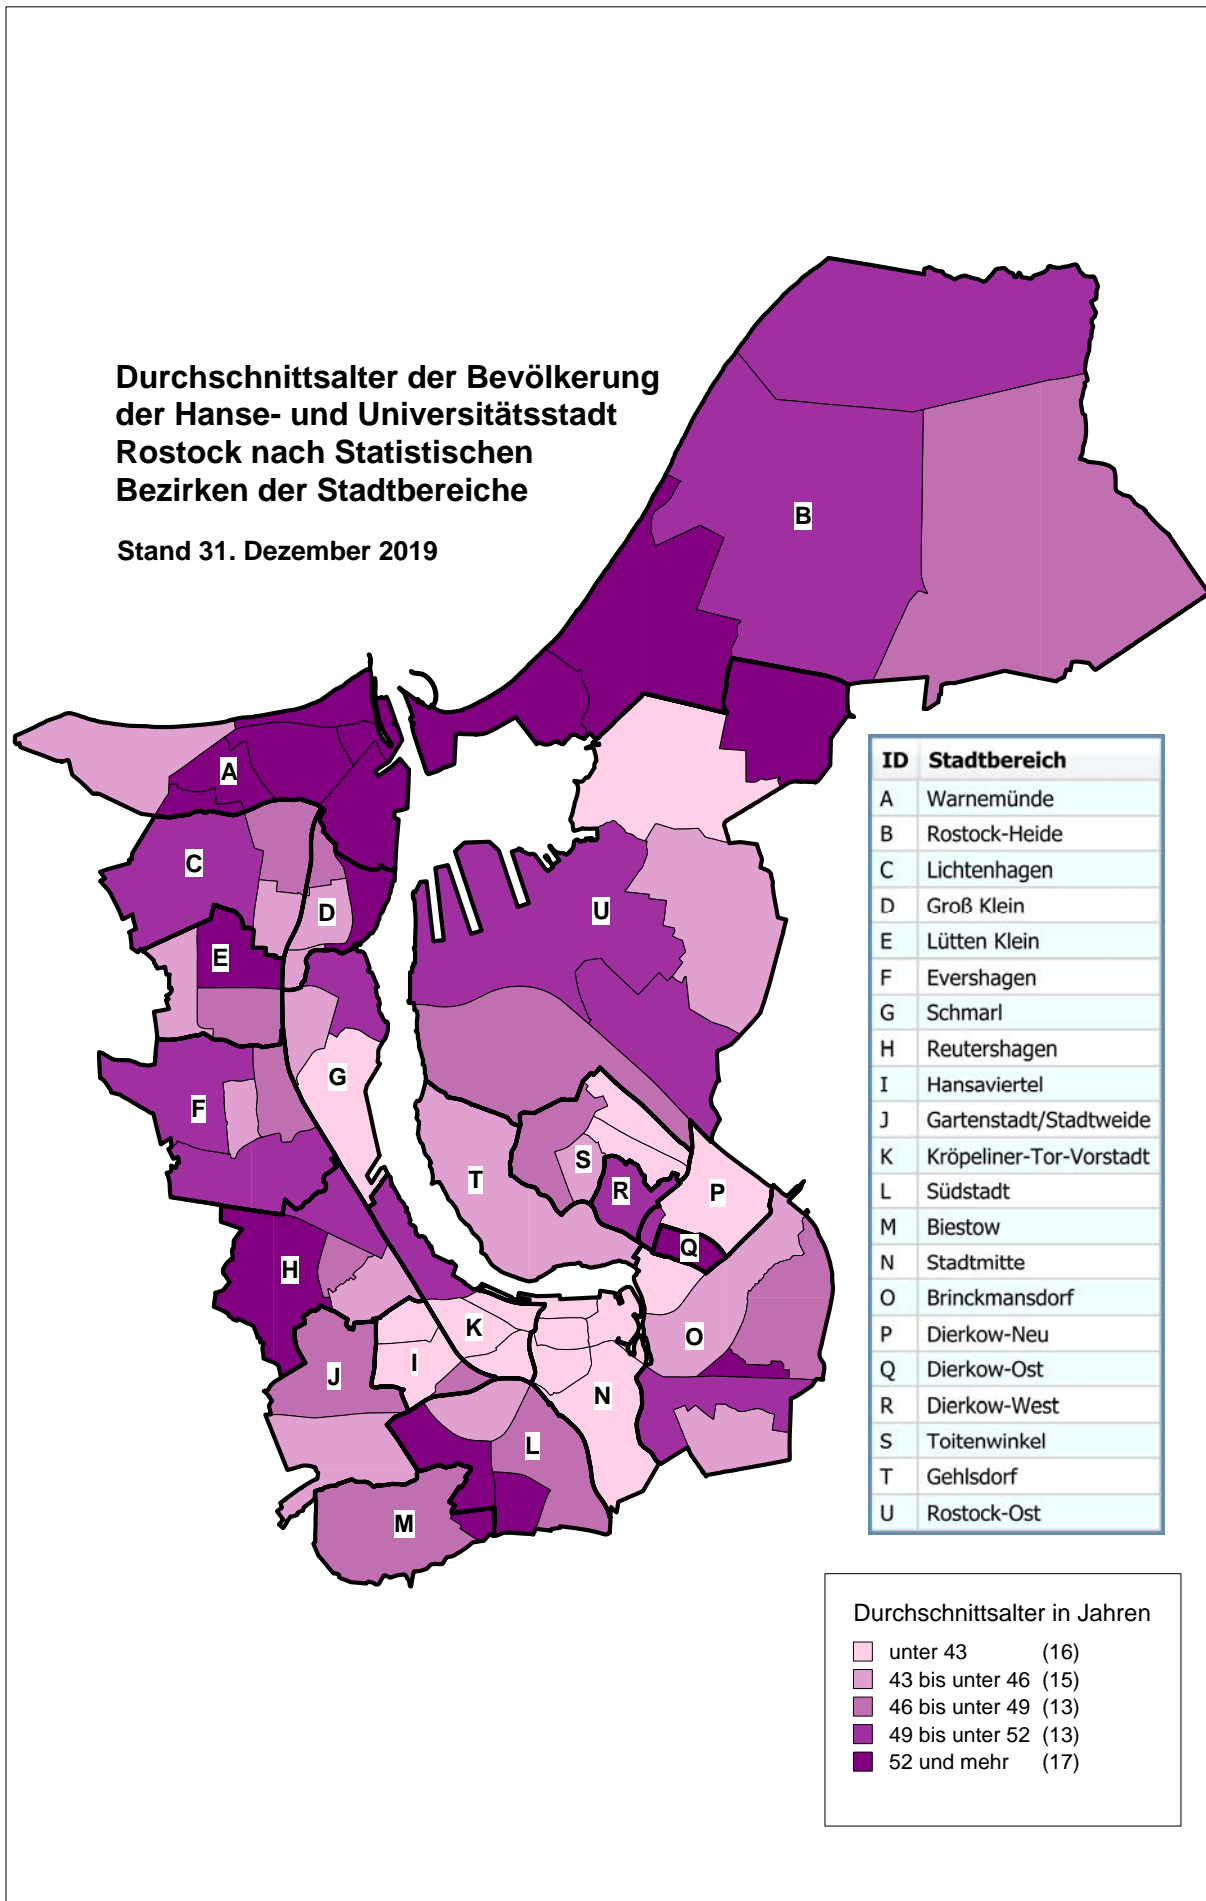 Durchschnittsalter der Bevölkerung
der Hanse- und Universitätsstadt
Rostock nach Statistischen
Bezirken der Stadtbereiche
Stand 31. Dezember 2019
B
A
C
D
U
E
G
F
S
T
R
P
Q
H
K
O
I
J
N
L
M
ID Stadtbereich
A Warnemünde
B Rostock-Heide
C Lichtenhagen
D Groß Klein
E Lütten Klein
F Evershagen
G Schmarl
H Reutershagen
I Hansaviertel
J Gartenstadt/Stadtweide
K Kröpeliner-Tor-Vorstadt
L Südstadt
M Biestow
N Stadtmitte
O Brinckmansdorf
P Dierkow-Neu
Q Dierkow-Ost
R Dierkow-West
S Toitenwinkel
T Gehlsdorf
U Rostock-Ost
Durchschnittsalter in Jahren
unter 43 (16)
43 bis unter 46 (15)
46 bis unter 49 (13)
49 bis unter 52 (13)
52 und mehr (17)